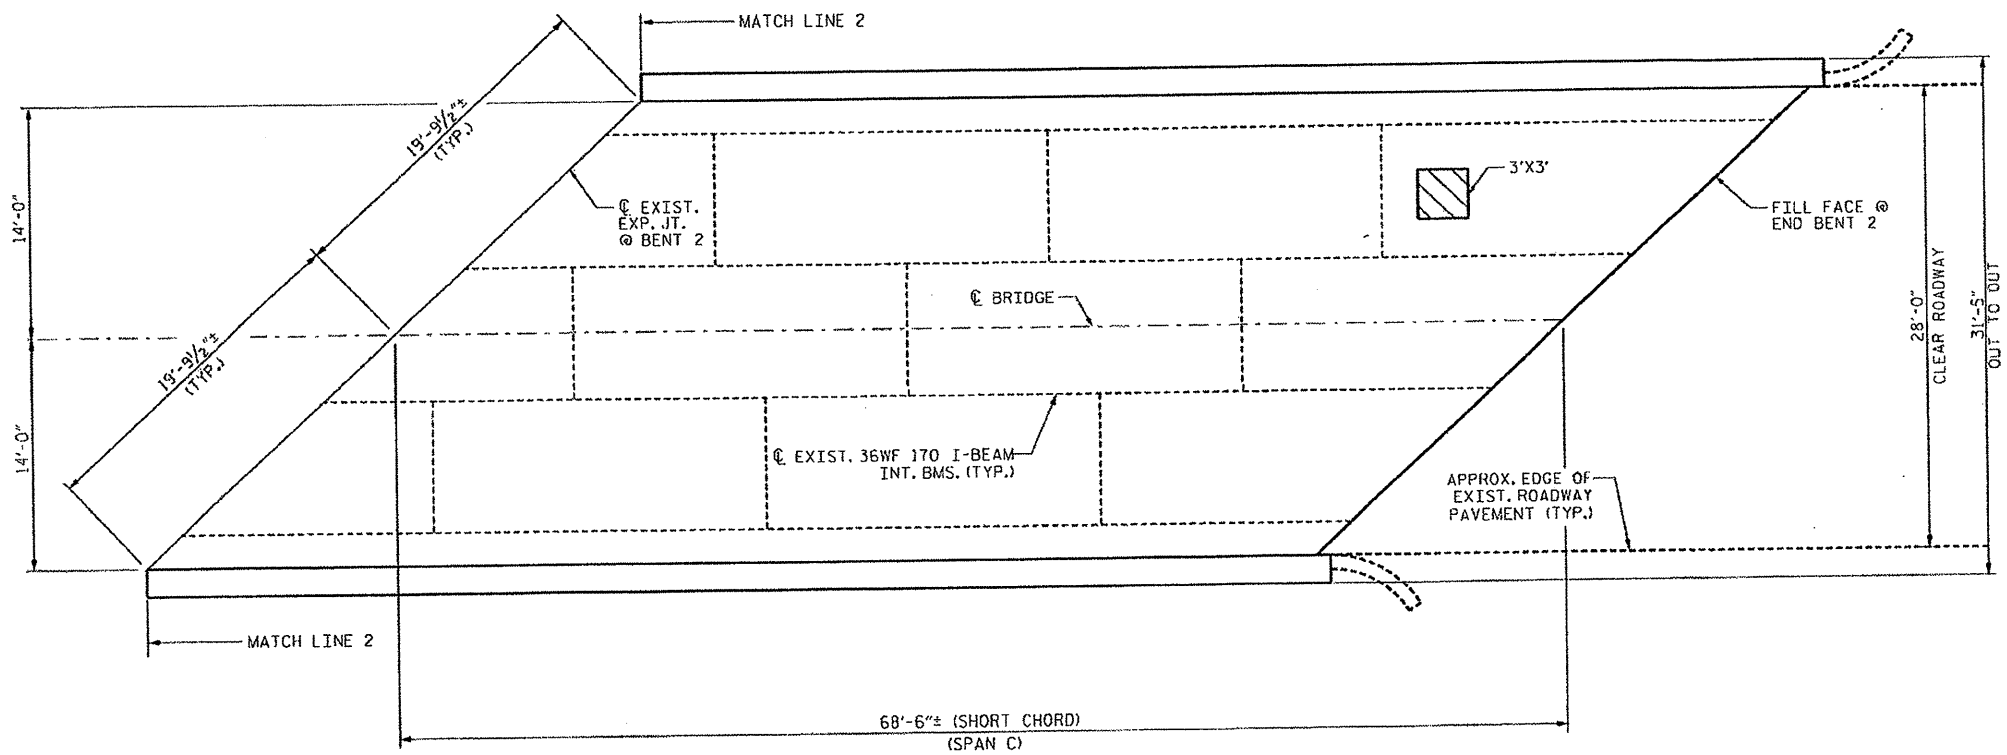 MATCH LINE 2
19'-9½"±
(TYP.)
14'-0"
℄ EXIST.
EXP. JT.
@ BENT 2
3'X3'
FILL FACE @
END BENT 2
℄ BRIDGE
28'-0"
CLEAR ROADWAY
31'-5"
OUT TO OUT
19'-9½"±
(TYP.)
14'-0"
℄ EXIST. 36WF 170 I-BEAM
INT. BMS. (TYP.)
APPROX. EDGE OF
EXIST. ROADWAY
PAVEMENT (TYP.)
MATCH LINE 2
68'-6"± (SHORT CHORD)
(SPAN C)